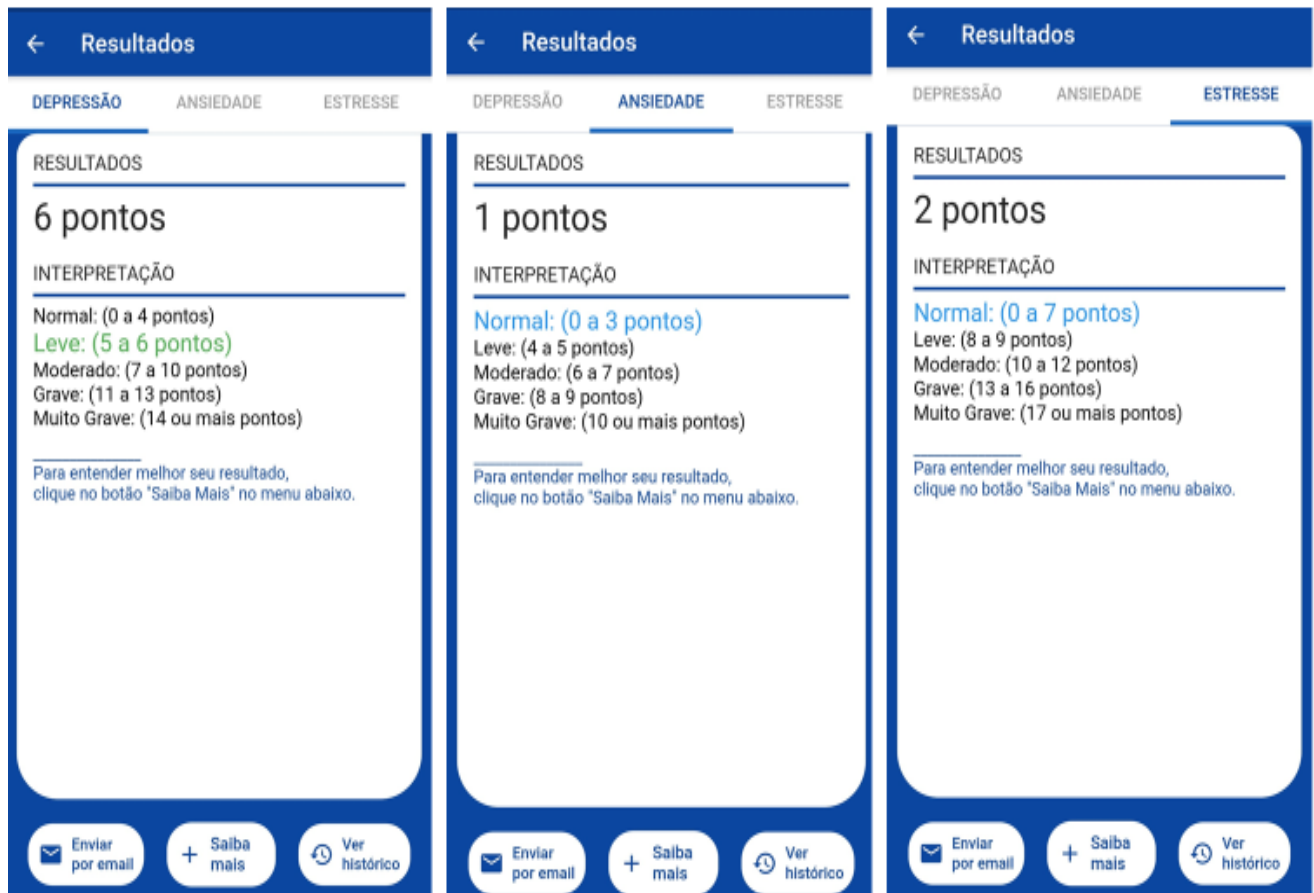 Resultados
DEPRESSÃO ANSIEDADE ESTRESSE
RESULTADOS
6 pontos
INTERPRETAÇÃO
Normal: (0 a 4 pontos)
Leve: (5 a 6 pontos)
Moderado: (7 a 10 pontos)
Grave: (11 a 13 pontos)
Muito Grave: (14 ou mais pontos)
Para entender melhor seu resultado,
clique no botão "Saiba Mais" no menu abaixo.
Enviar
por email
Saiba
mais
Ver
histórico
Resultados
DEPRESSÃO ANSIEDADE ESTRESSE
RESULTADOS
1 pontos
INTERPRETAÇÃO
Normal: (0 a 3 pontos)
Leve: (4 a 5 pontos)
Moderado: (6 a 7 pontos)
Grave: (8 a 9 pontos)
Muito Grave: (10 ou mais pontos)
Para entender melhor seu resultado,
clique no botão "Saiba Mais" no menu abaixo.
Enviar
por email
Saiba
mais
Ver
histórico
Resultados
DEPRESSÃO ANSIEDADE ESTRESSE
RESULTADOS
2 pontos
INTERPRETAÇÃO
Normal: (0 a 7 pontos)
Leve: (8 a 9 pontos)
Moderado: (10 a 12 pontos)
Grave: (13 a 16 pontos)
Muito Grave: (17 ou mais pontos)
Para entender melhor seu resultado,
clique no botão "Saiba Mais" no menu abaixo.
Enviar
por email
Saiba
mais
Ver
histórico